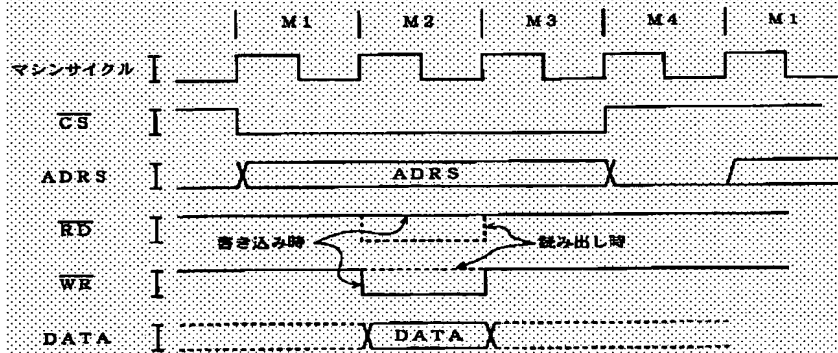 M1 M2 M3 M4 M1
マシンサイクル
CS
ADRS ADRS
RD
書き込み時 読み出し時
WR
DATA DATA